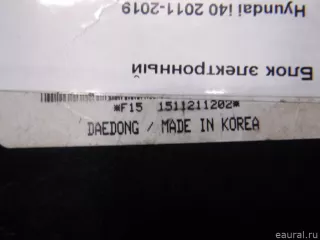 Hyundai i40 2011-2019
Блок электронный
*F15 1511211202*
DAEDONG / MADE IN KOREA
eaural.ru